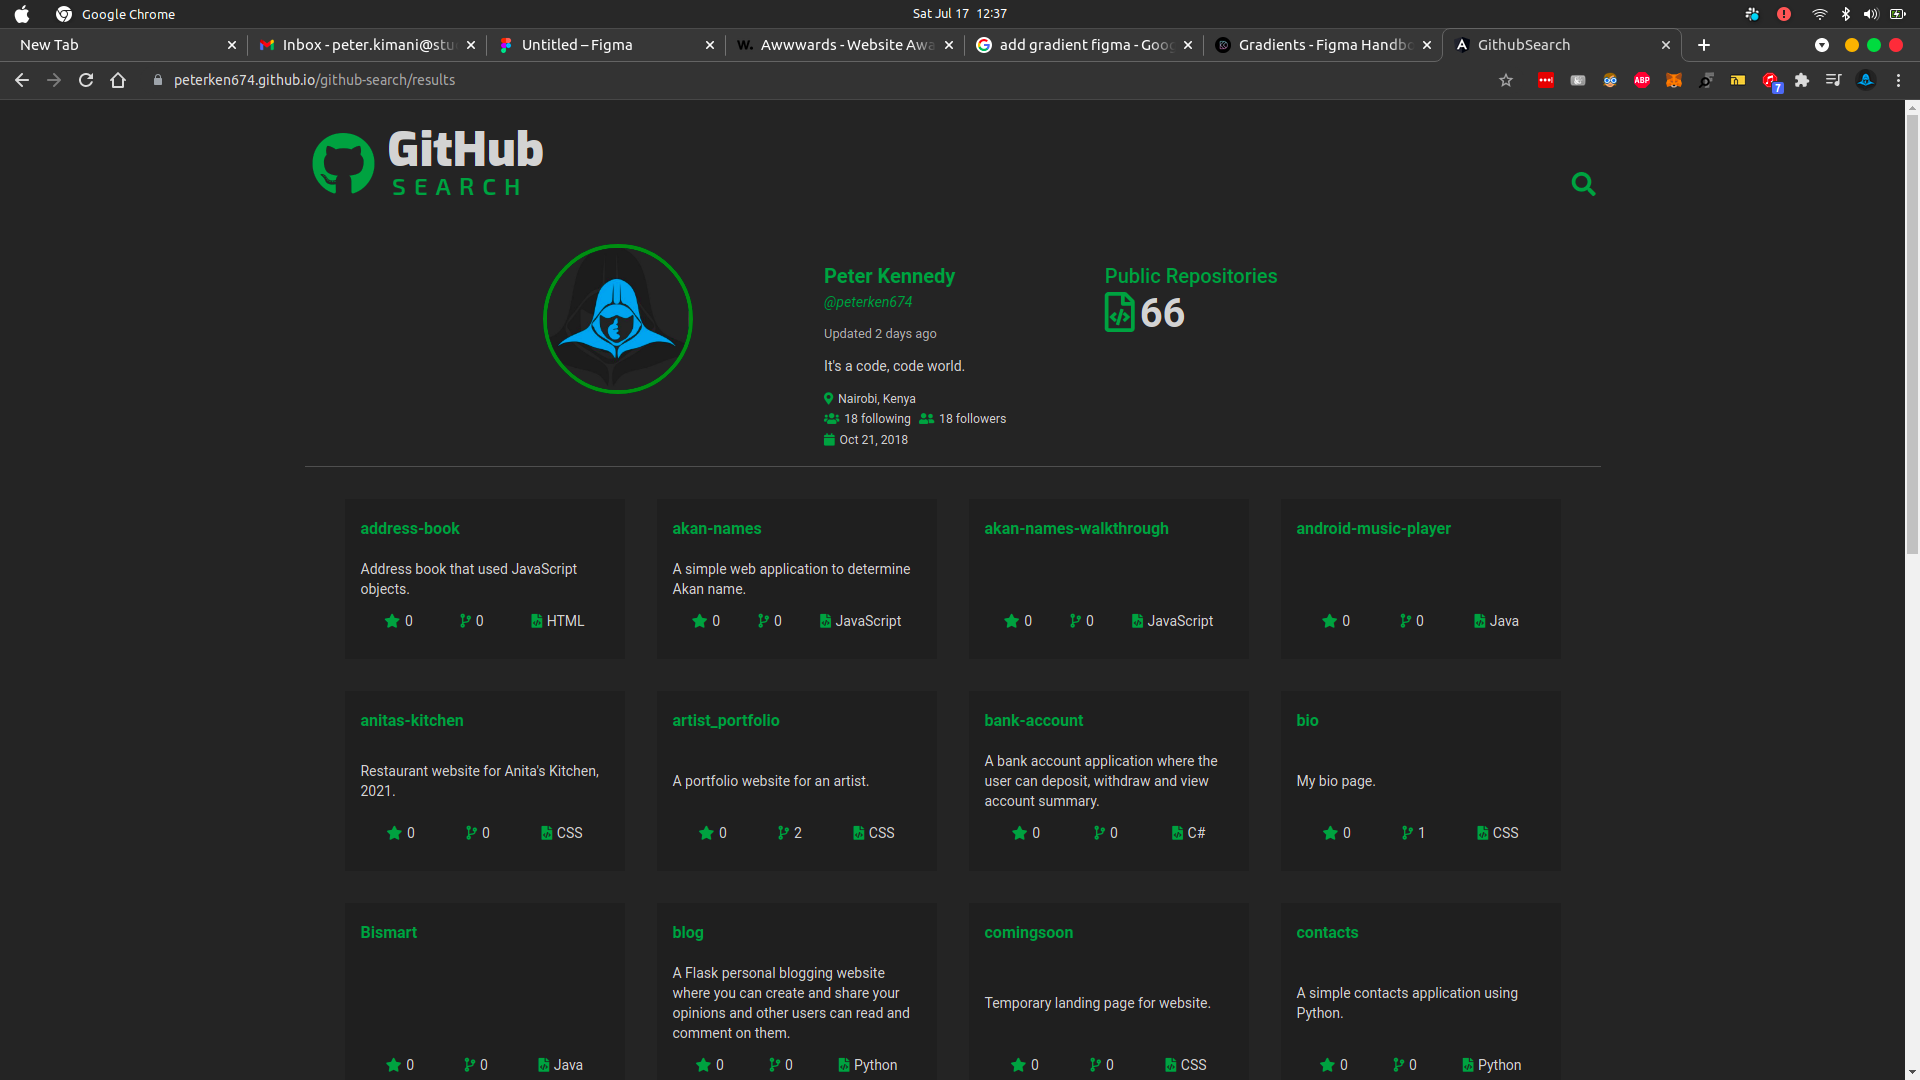 Google Chrome
Sat Jul 17 12:37
New Tab
Inbox - peter.kimani@stu
Untitled – Figma
Awwwards - Website Awa
add gradient figma - Goog
Gradients - Figma Handbo
GithubSearch
peterken674.github.io/github-search/results
ABP
7
GitHub
SEARCH
Peter Kennedy
@peterken674
Updated 2 days ago
It's a code, code world.
Nairobi, Kenya
18 following 18 followers
Oct 21, 2018
Public Repositories
66
address-book
Address book that used JavaScript
objects.
0 0 HTML
akan-names
A simple web application to determine
Akan name.
0 0 JavaScript
akan-names-walkthrough
0 0 JavaScript
android-music-player
0 0 Java
anitas-kitchen
Restaurant website for Anita's Kitchen,
2021.
0 0 CSS
artist_portfolio
A portfolio website for an artist.
0 2 CSS
bank-account
A bank account application where the
user can deposit, withdraw and view
account summary.
0 0 C#
bio
My bio page.
0 1 CSS
Bismart
0 0 Java
blog
A Flask personal blogging website
where you can create and share your
opinions and other users can read and
comment on them.
0 0 Python
comingsoon
Temporary landing page for website.
0 0 CSS
contacts
A simple contacts application using
Python.
0 0 Python